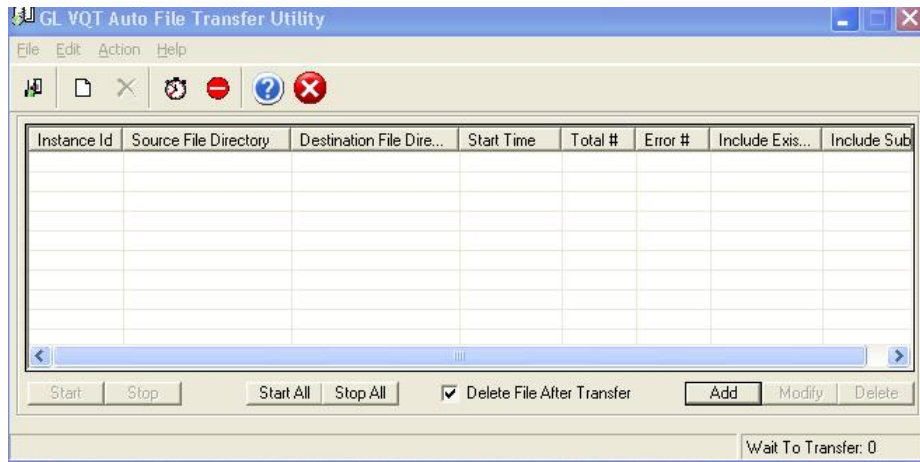 GL VQT Auto File Transfer Utility
File Edit Action Help
Instance Id Source File Directory Destination File Dire... Start Time Total # Error # Include Exis... Include Sub
Start Stop Start All Stop All Delete File After Transfer Add Modify Delete
Wait To Transfer: 0